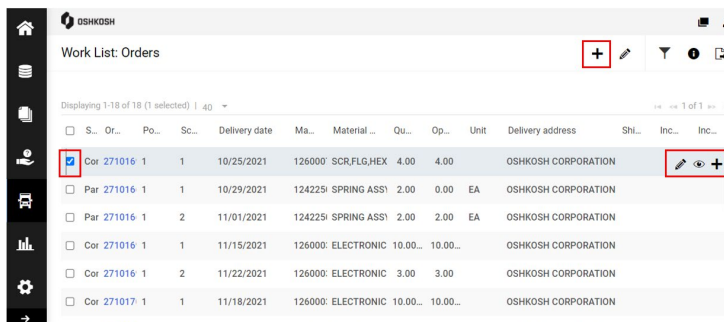 OSHKOSH
Work List: Orders
Displaying 1-18 of 18 (1 selected) | 40
1 of 1
S... Or... Po... Sc... Delivery date Ma... Material ... Qu... Op... Unit Delivery address Shi... Inc... Inc...
Cor 271016 1 1 10/25/2021 126000 SCR,FLG,HEX 4.00 4.00 OSHKOSH CORPORATION
Par 271016 1 1 10/29/2021 124225 SPRING ASSY 2.00 0.00 EA OSHKOSH CORPORATION
Par 271016 1 2 11/01/2021 124225 SPRING ASSY 2.00 2.00 EA OSHKOSH CORPORATION
Cor 271016 1 1 11/15/2021 126000 ELECTRONIC 10.00... 10.00... OSHKOSH CORPORATION
Cor 271016 1 2 11/22/2021 126000 ELECTRONIC 3.00 3.00 OSHKOSH CORPORATION
Cor 271017 1 1 11/18/2021 126000 ELECTRONIC 10.00... 10.00... OSHKOSH CORPORATION